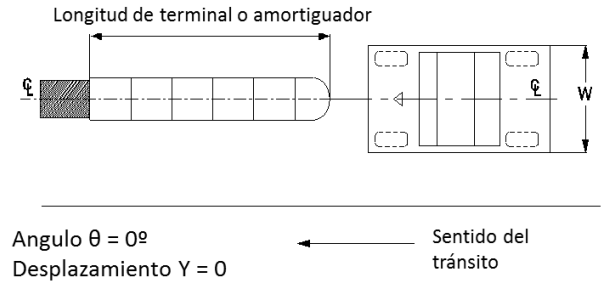 Longitud de terminal o amortiguador
℄
℄
W
Angulo θ = 0º
Desplazamiento Y = 0
Sentido del
tránsito